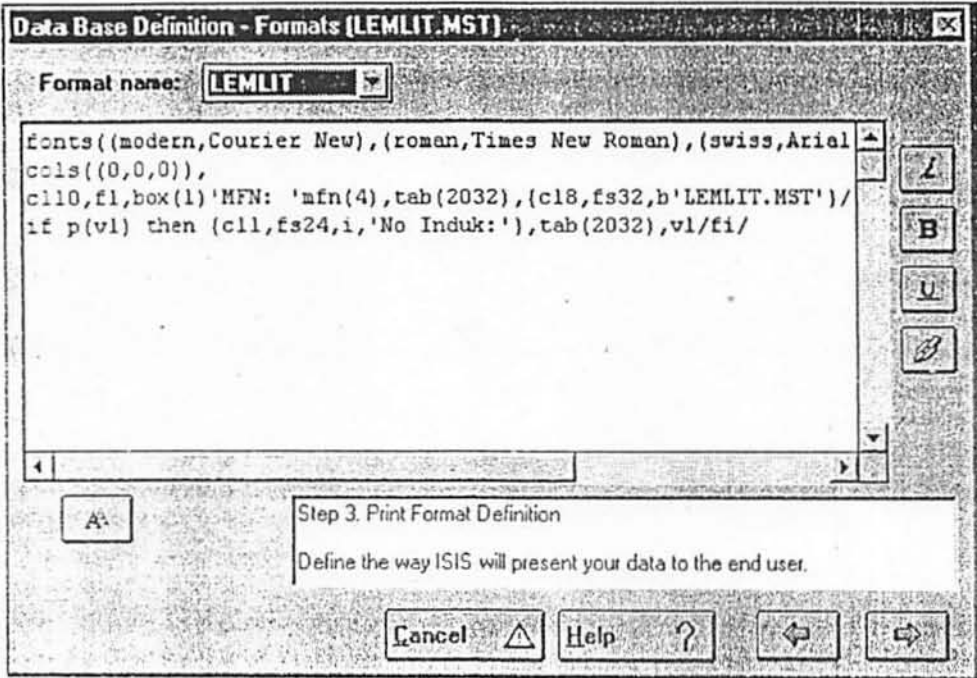 Data Base Definition - Formats (LEMLIT.MST)
Format name: LEMLIT
fonts((modern,Courier New),(roman,Times New Roman),(swiss,Arial
cols((0,0,0)),
cl10,f1,box(1)'MFN: 'mfn(4),tab(2032),{cl8,fs32,b'LEMLIT.MST'}/
if p(v1) then {cl1,fs24,i,'No Induk:'},tab(2032),v1/fi/
i
B
U
A
Step 3. Print Format Definition
Define the way ISIS will present your data to the end user.
Cancel
Help ?